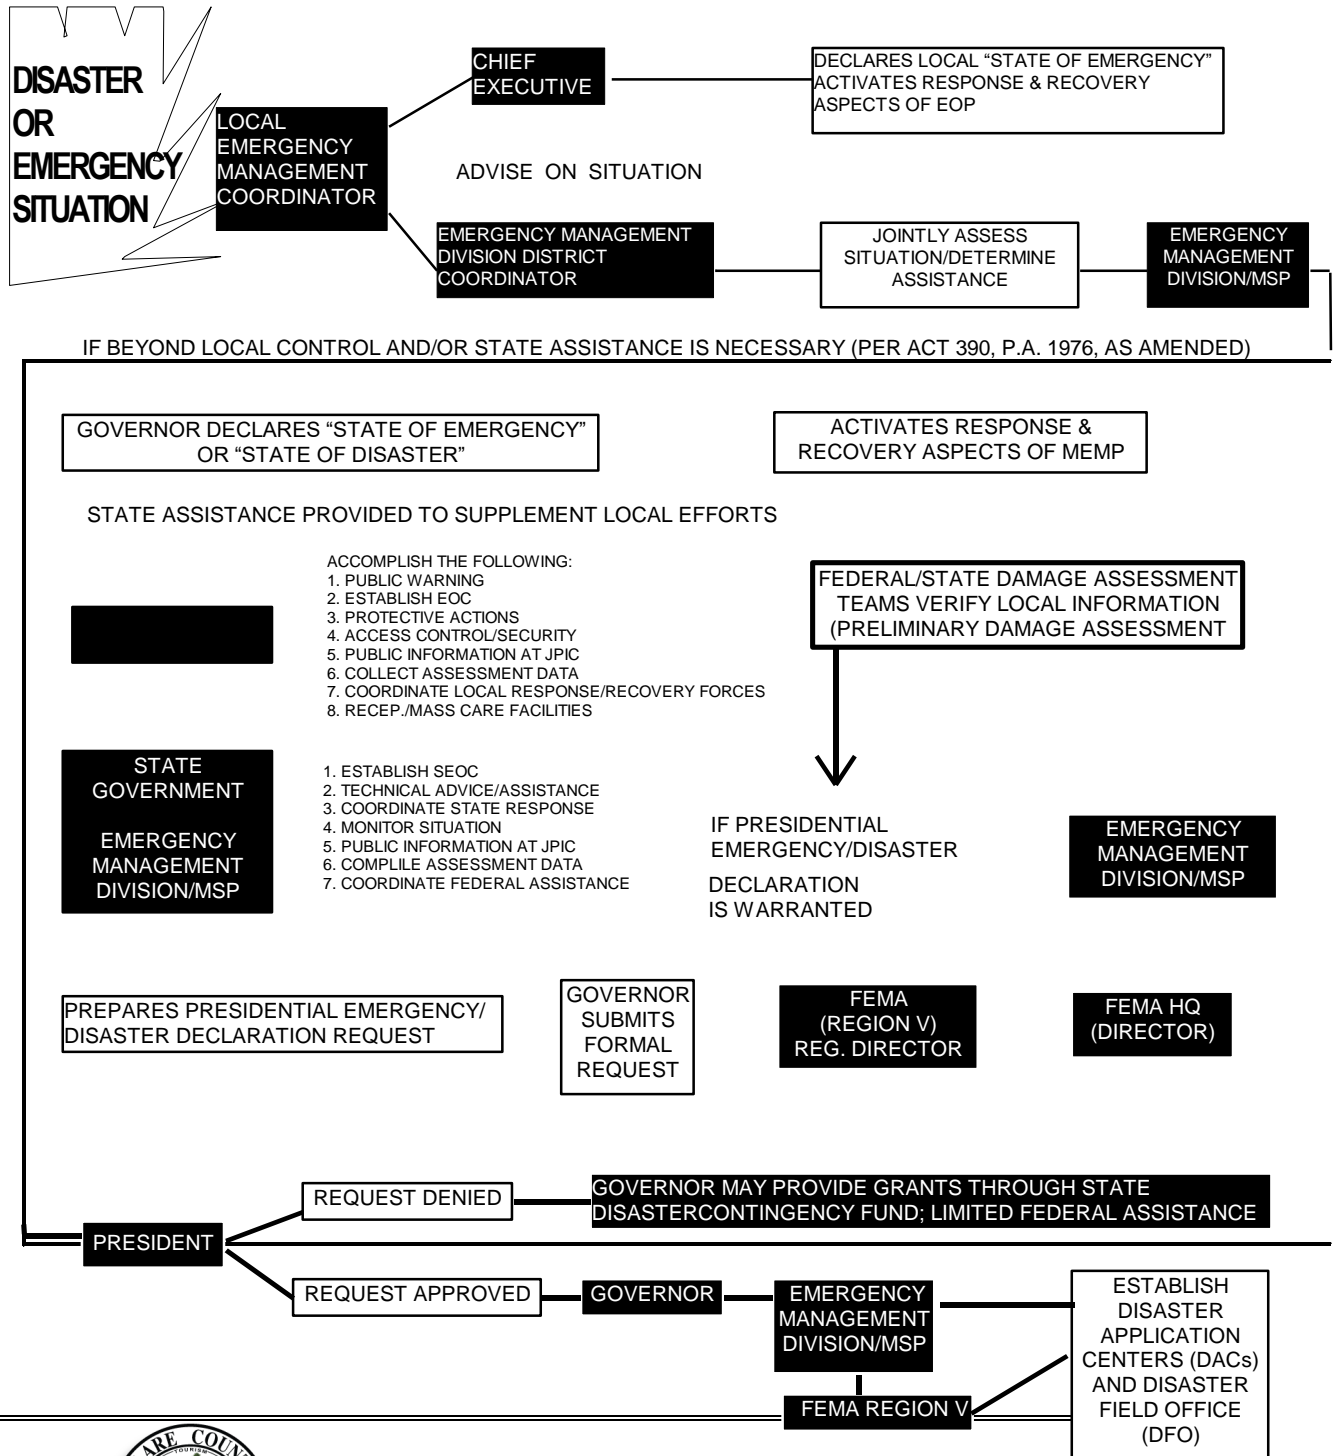 DISASTER
OR
EMERGENCY
SITUATION
LOCAL
EMERGENCY
MANAGEMENT
COORDINATOR
CHIEF
EXECUTIVE
DECLARES LOCAL “STATE OF EMERGENCY”
ACTIVATES RESPONSE & RECOVERY
ASPECTS OF EOP
ADVISE ON SITUATION
EMERGENCY MANAGEMENT
DIVISION DISTRICT
COORDINATOR
JOINTLY ASSESS
SITUATION/DETERMINE
ASSISTANCE
EMERGENCY
MANAGEMENT
DIVISION/MSP
IF BEYOND LOCAL CONTROL AND/OR STATE ASSISTANCE IS NECESSARY (PER ACT 390, P.A. 1976, AS AMENDED)
GOVERNOR DECLARES “STATE OF EMERGENCY”
OR “STATE OF DISASTER”
ACTIVATES RESPONSE &
RECOVERY ASPECTS OF MEMP
STATE ASSISTANCE PROVIDED TO SUPPLEMENT LOCAL EFFORTS
ACCOMPLISH THE FOLLOWING:
1. PUBLIC WARNING
2. ESTABLISH EOC
3. PROTECTIVE ACTIONS
4. ACCESS CONTROL/SECURITY
5. PUBLIC INFORMATION AT JPIC
6. COLLECT ASSESSMENT DATA
7. COORDINATE LOCAL RESPONSE/RECOVERY FORCES
8. RECEP./MASS CARE FACILITIES
FEDERAL/STATE DAMAGE ASSESSMENT
TEAMS VERIFY LOCAL INFORMATION
(PRELIMINARY DAMAGE ASSESSMENT
STATE
GOVERNMENT
EMERGENCY
MANAGEMENT
DIVISION/MSP
1. ESTABLISH SEOC
2. TECHNICAL ADVICE/ASSISTANCE
3. COORDINATE STATE RESPONSE
4. MONITOR SITUATION
5. PUBLIC INFORMATION AT JPIC
6. COMPLILE ASSESSMENT DATA
7. COORDINATE FEDERAL ASSISTANCE
IF PRESIDENTIAL
EMERGENCY/DISASTER
DECLARATION
IS WARRANTED
EMERGENCY
MANAGEMENT
DIVISION/MSP
PREPARES PRESIDENTIAL EMERGENCY/
DISASTER DECLARATION REQUEST
GOVERNOR
SUBMITS
FORMAL
REQUEST
FEMA
(REGION V)
REG. DIRECTOR
FEMA HQ
(DIRECTOR)
REQUEST DENIED
GOVERNOR MAY PROVIDE GRANTS THROUGH STATE
DISASTERCONTINGENCY FUND; LIMITED FEDERAL ASSISTANCE
PRESIDENT
REQUEST APPROVED
GOVERNOR
EMERGENCY
MANAGEMENT
DIVISION/MSP
ESTABLISH
DISASTER
APPLICATION
CENTERS (DACs)
AND DISASTER
FIELD OFFICE
(DFO)
FEMA REGION V
TOURISM